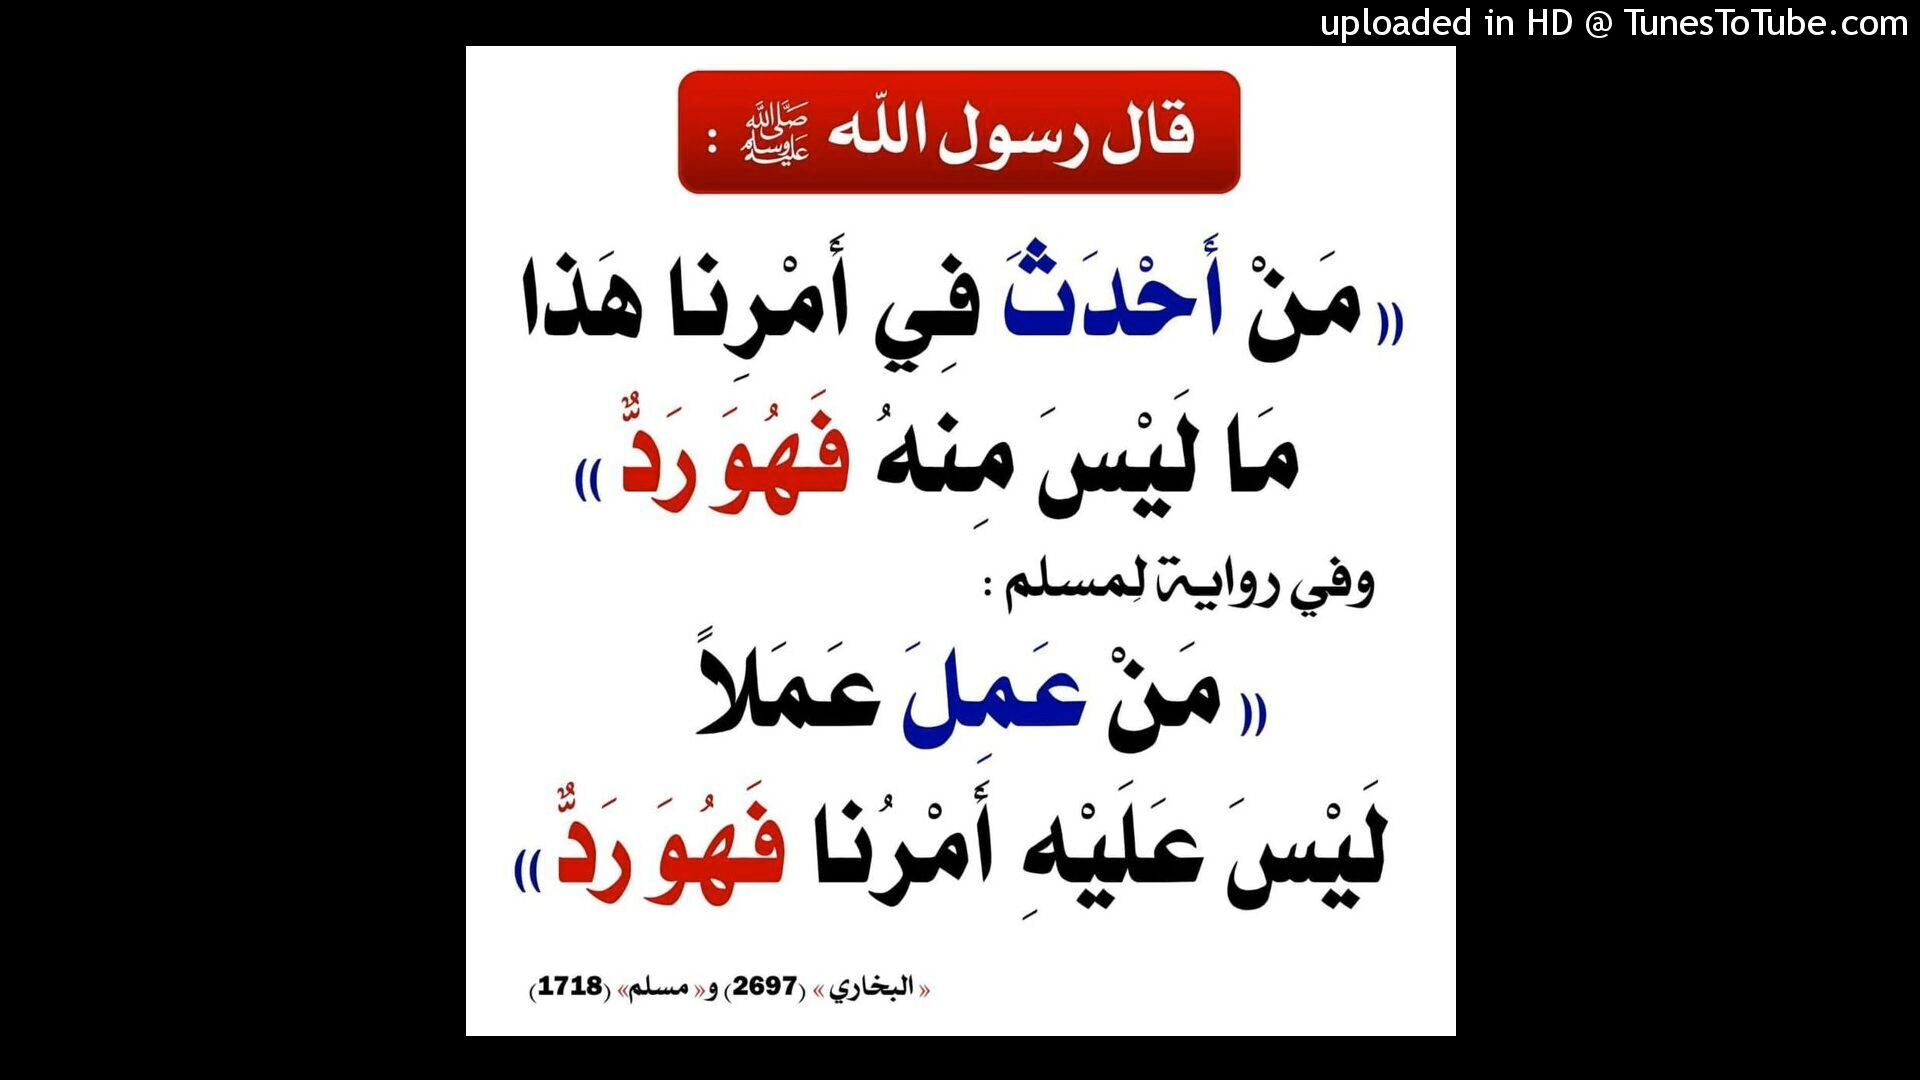 uploaded in HD @ TunesToTube.com
قال رسول الله ﷺ :
(( مَنْ أَحْدَثَ فِي أَمْرِنا هَذا
مَا لَيْسَ مِنهُ فَهُوَ رَدٌّ ))
وفي رواية لِمسلم :
(( مَنْ عَمِلَ عَمَلاً
لَيْسَ عَلَيْهِ أَمْرُنا فَهُوَ رَدٌّ ))
« البخاري » (2697) و« مسلم» (1718)